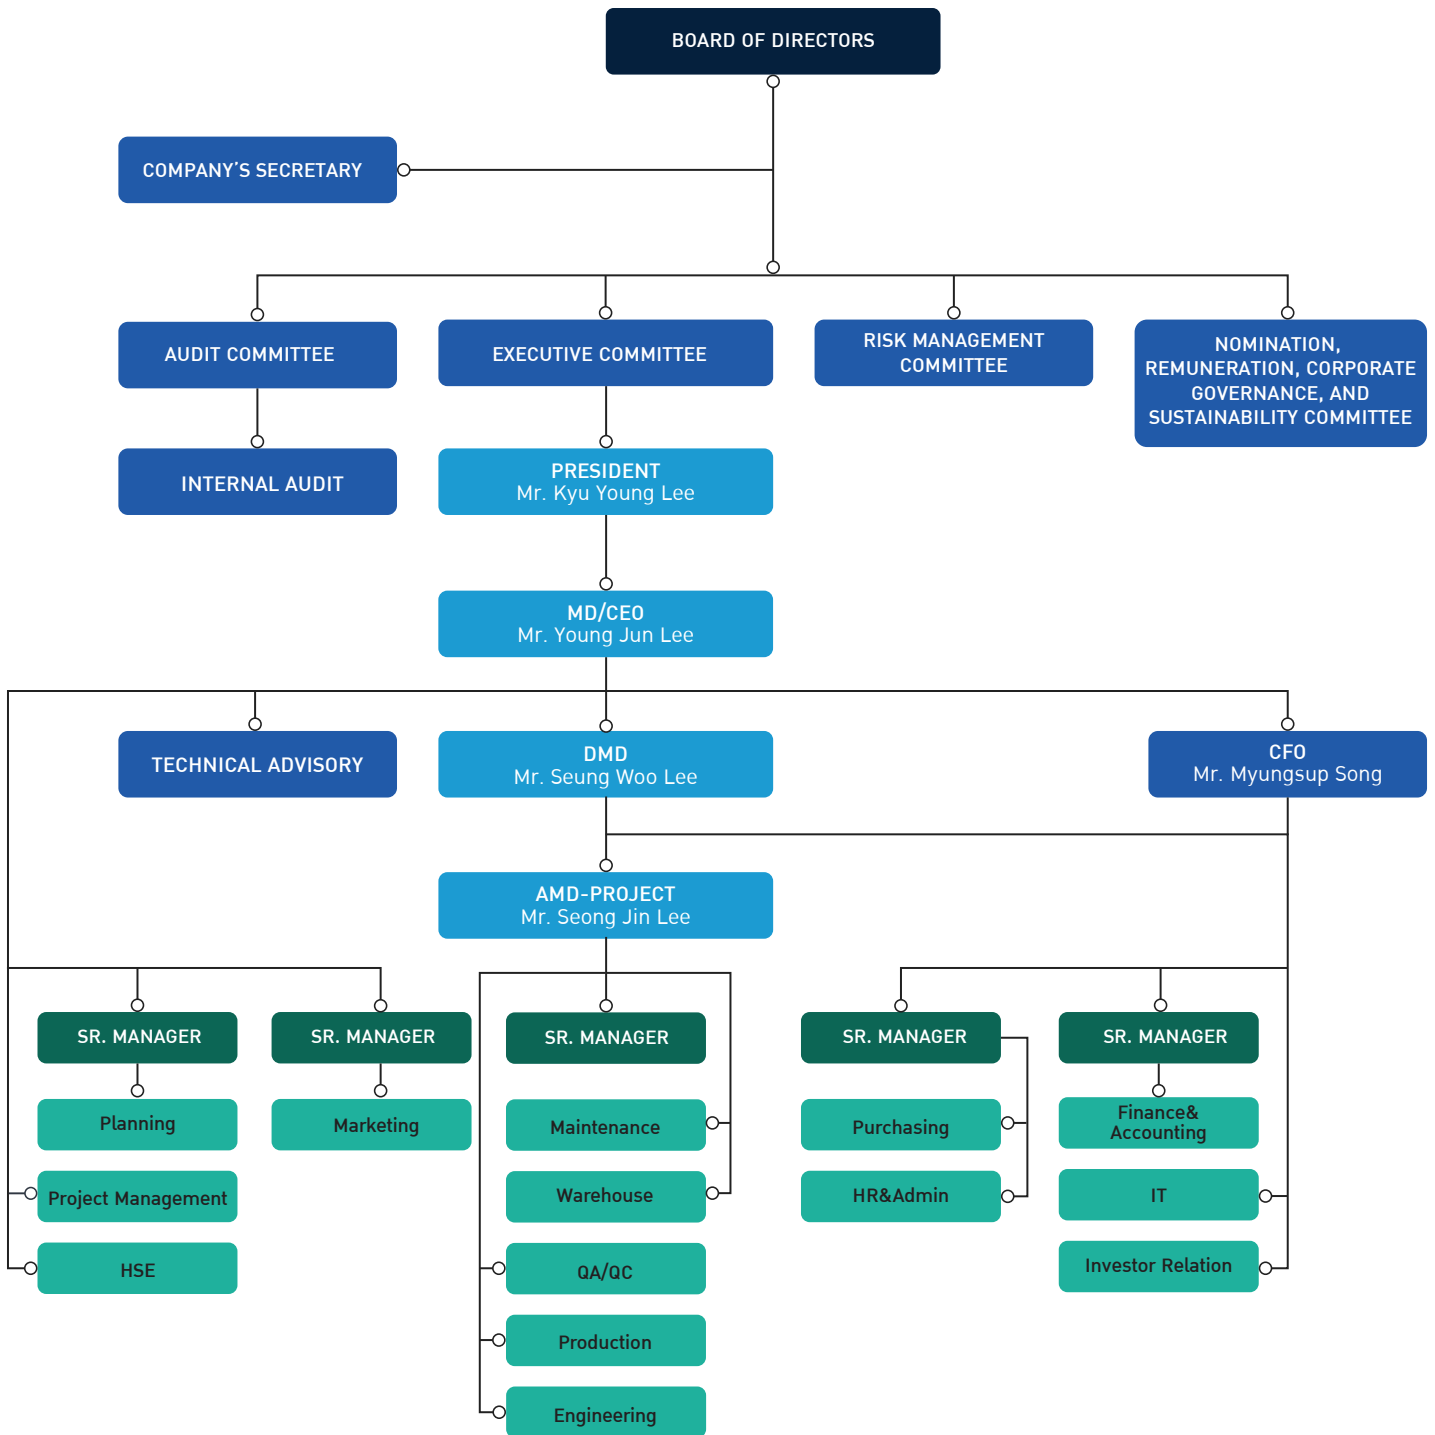 BOARD OF DIRECTORS
COMPANY’S SECRETARY
AUDIT COMMITTEE
EXECUTIVE COMMITTEE
RISK MANAGEMENT
COMMITTEE
NOMINATION,
REMUNERATION, CORPORATE
GOVERNANCE, AND
SUSTAINABILITY COMMITTEE
INTERNAL AUDIT
PRESIDENT
Mr. Kyu Young Lee
MD/CEO
Mr. Young Jun Lee
TECHNICAL ADVISORY
DMD
Mr. Seung Woo Lee
CFO
Mr. Myungsup Song
AMD-PROJECT
Mr. Seong Jin Lee
SR. MANAGER
Planning
Project Management
HSE
SR. MANAGER
Marketing
SR. MANAGER
Maintenance
Warehouse
QA/QC
Production
Engineering
SR. MANAGER
Purchasing
HR&Admin
SR. MANAGER
Finance&
Accounting
IT
Investor Relation